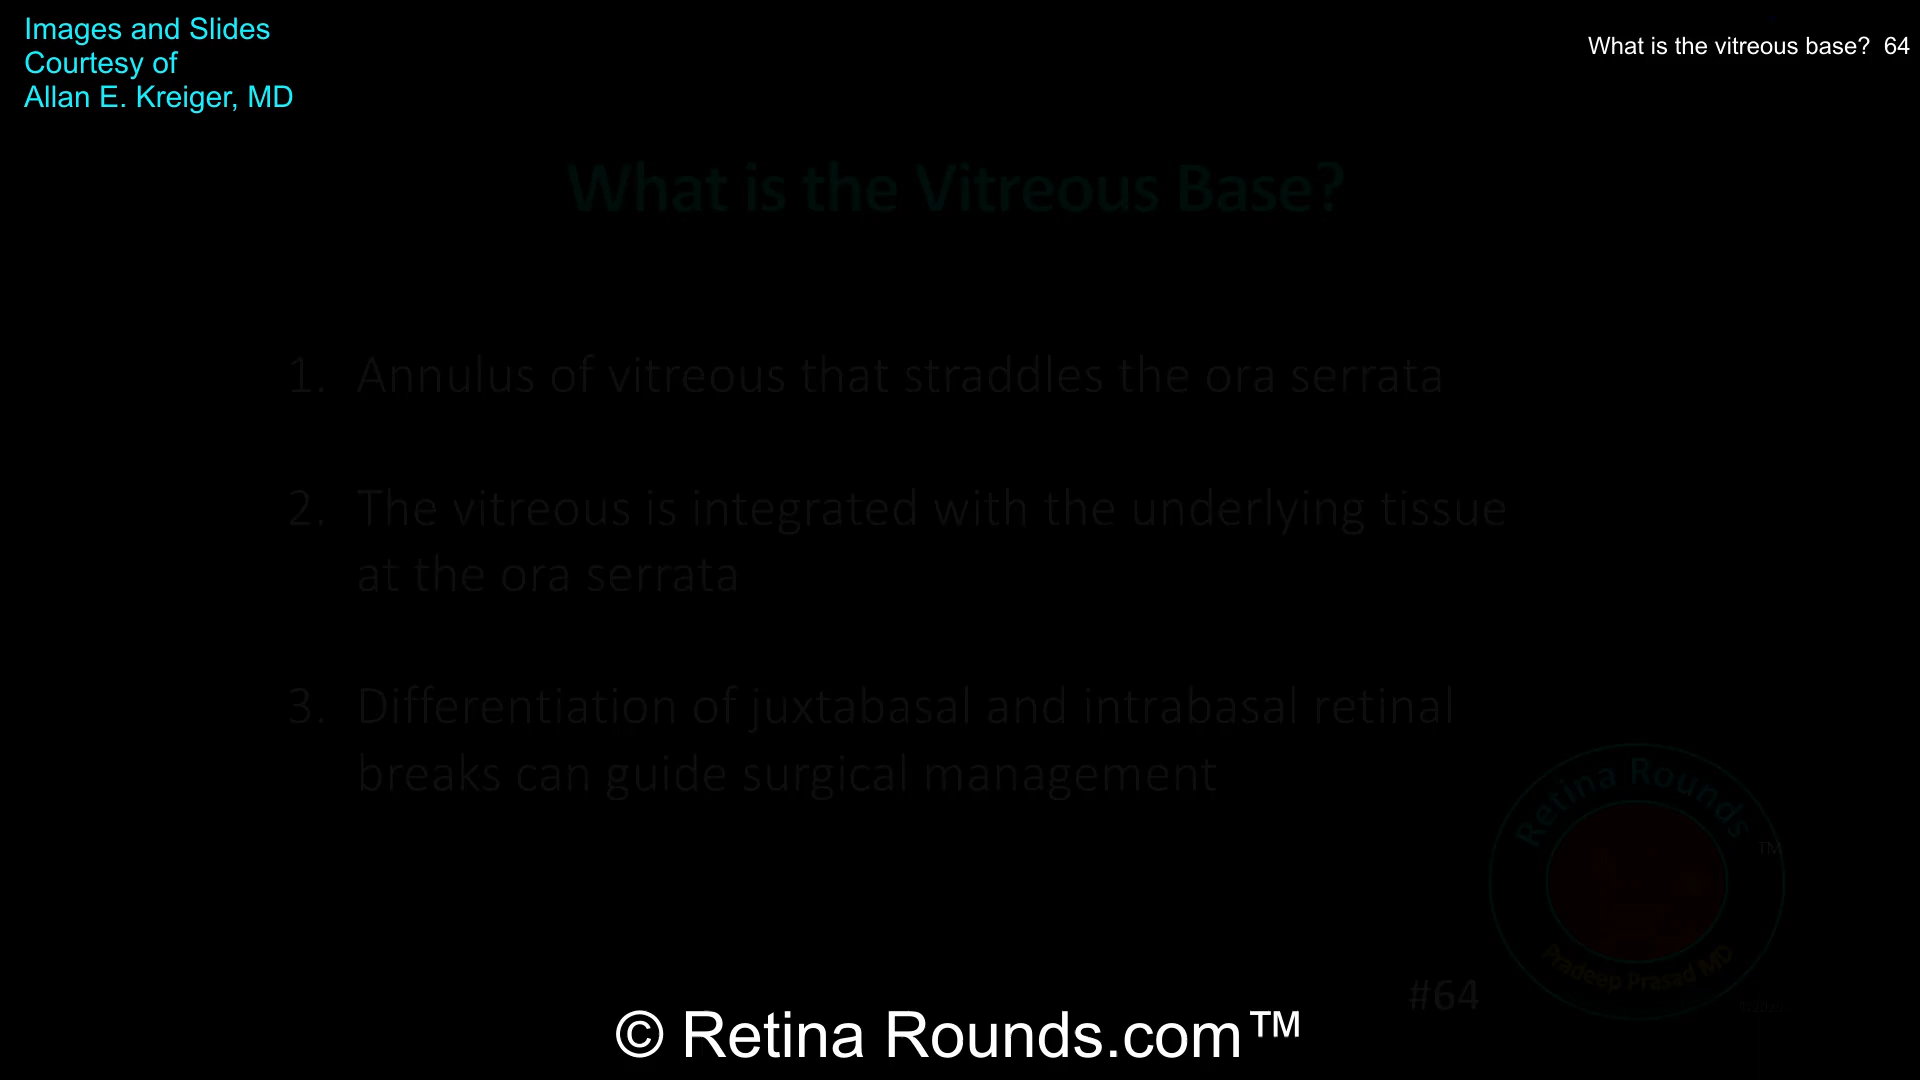 Images and Slides
Courtesy of
Allan E. Kreiger, MD
What is the vitreous base?  64
What is the Vitreous Base?
1. Annulus of vitreous that straddles the ora serrata
2. The vitreous is integrated with the underlying tissue
at the ora serrata
3. Differentiation of juxtabasal and intrabasal retinal
breaks can guide surgical management
Retina Rounds
TM
Pradeep Prasad MD
#64
© Retina Rounds.com™